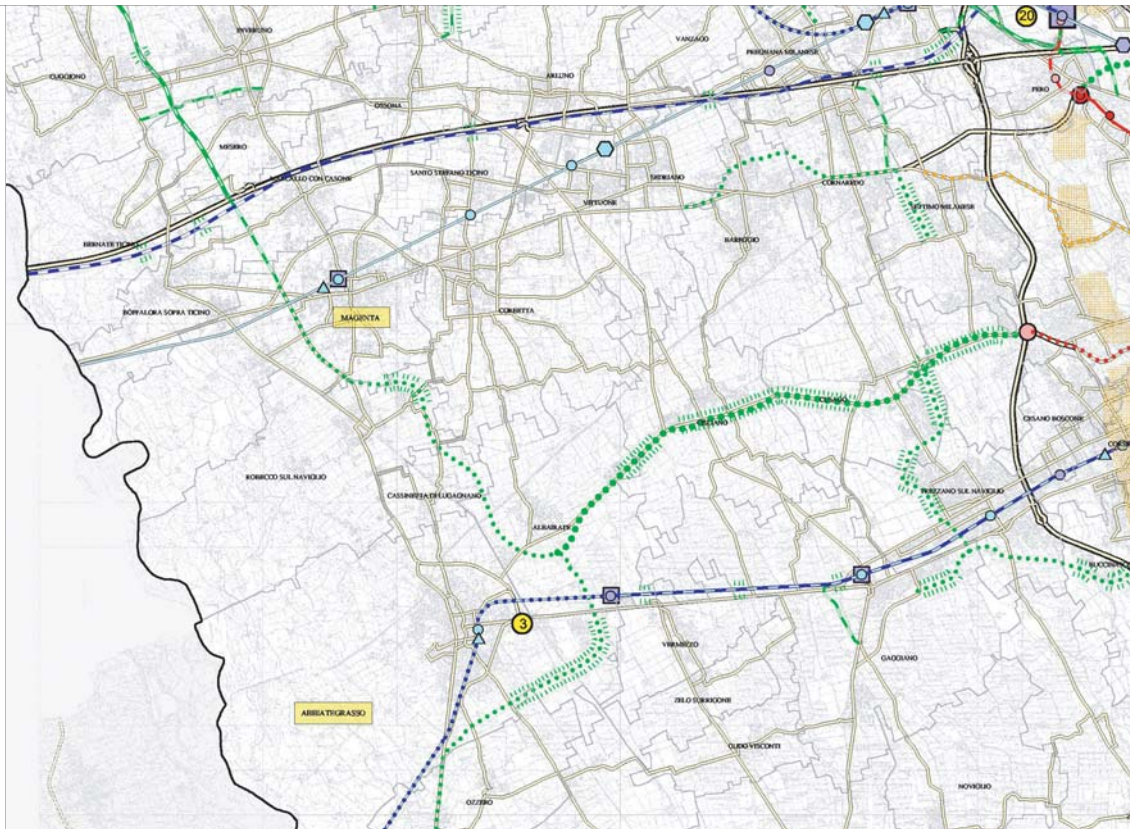 20
INVERUNO
VANZAGO
PREGNANA MILANESE
CUGGIONO
ARLUNO
PERO
OSSONA
M
MESERO
MARCALLO CON CASONE
SANTO STEFANO TICINO
SEDRIANO
CORNAREDO
VITTUONE
SETTIMO MILANESE
BERNATE TICINO
BAREGGIO
BOFFALORA SOPRA TICINO
MAGENTA
CORBETTA
CUSAGO
CISLIANO
CESANO BOSCONE
ROBECCO SUL NAVIGLIO
CASSINETTA DI LUGAGNANO
TREZZANO SUL NAVIGLIO
ALBAIRATE
3
VERMEZZO
GAGGIANO
ZELO SURRIGONE
ABBIATEGRASSO
GUDO VISCONTI
NOVIGLIO
OZZERO